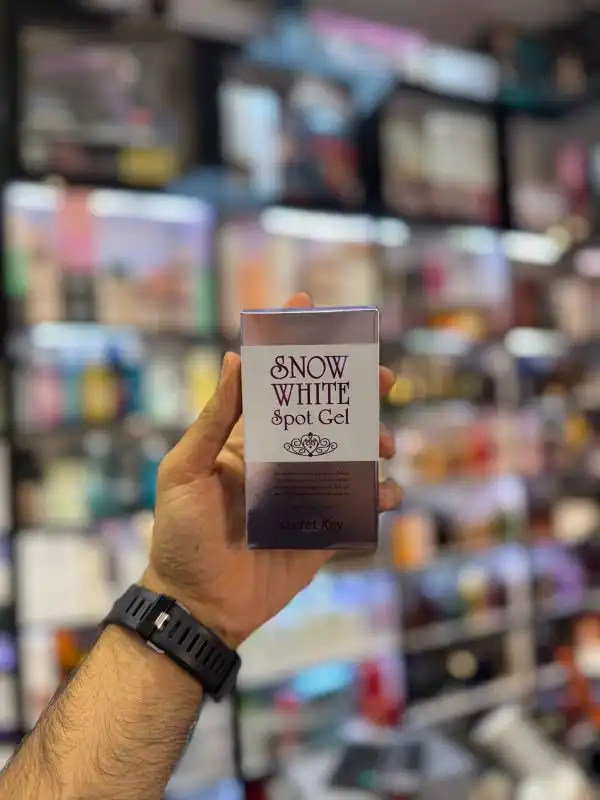 SNOW
WHITE
Spot Gel
secret Key